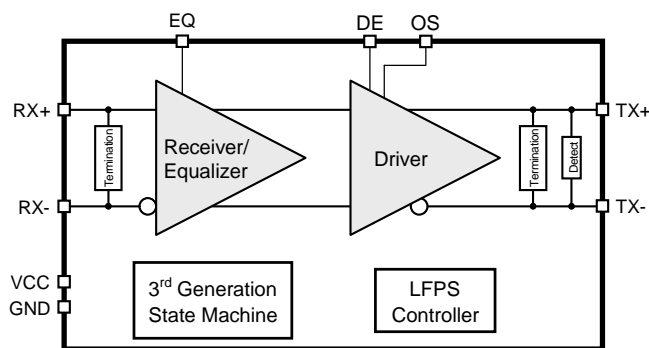 EQ
DE
OS
RX+
TX+
Termination
Receiver/
Equalizer
Driver
Termination
Detect
RX-
TX-
VCC
GND
3rd Generation
State Machine
LFPS
Controller